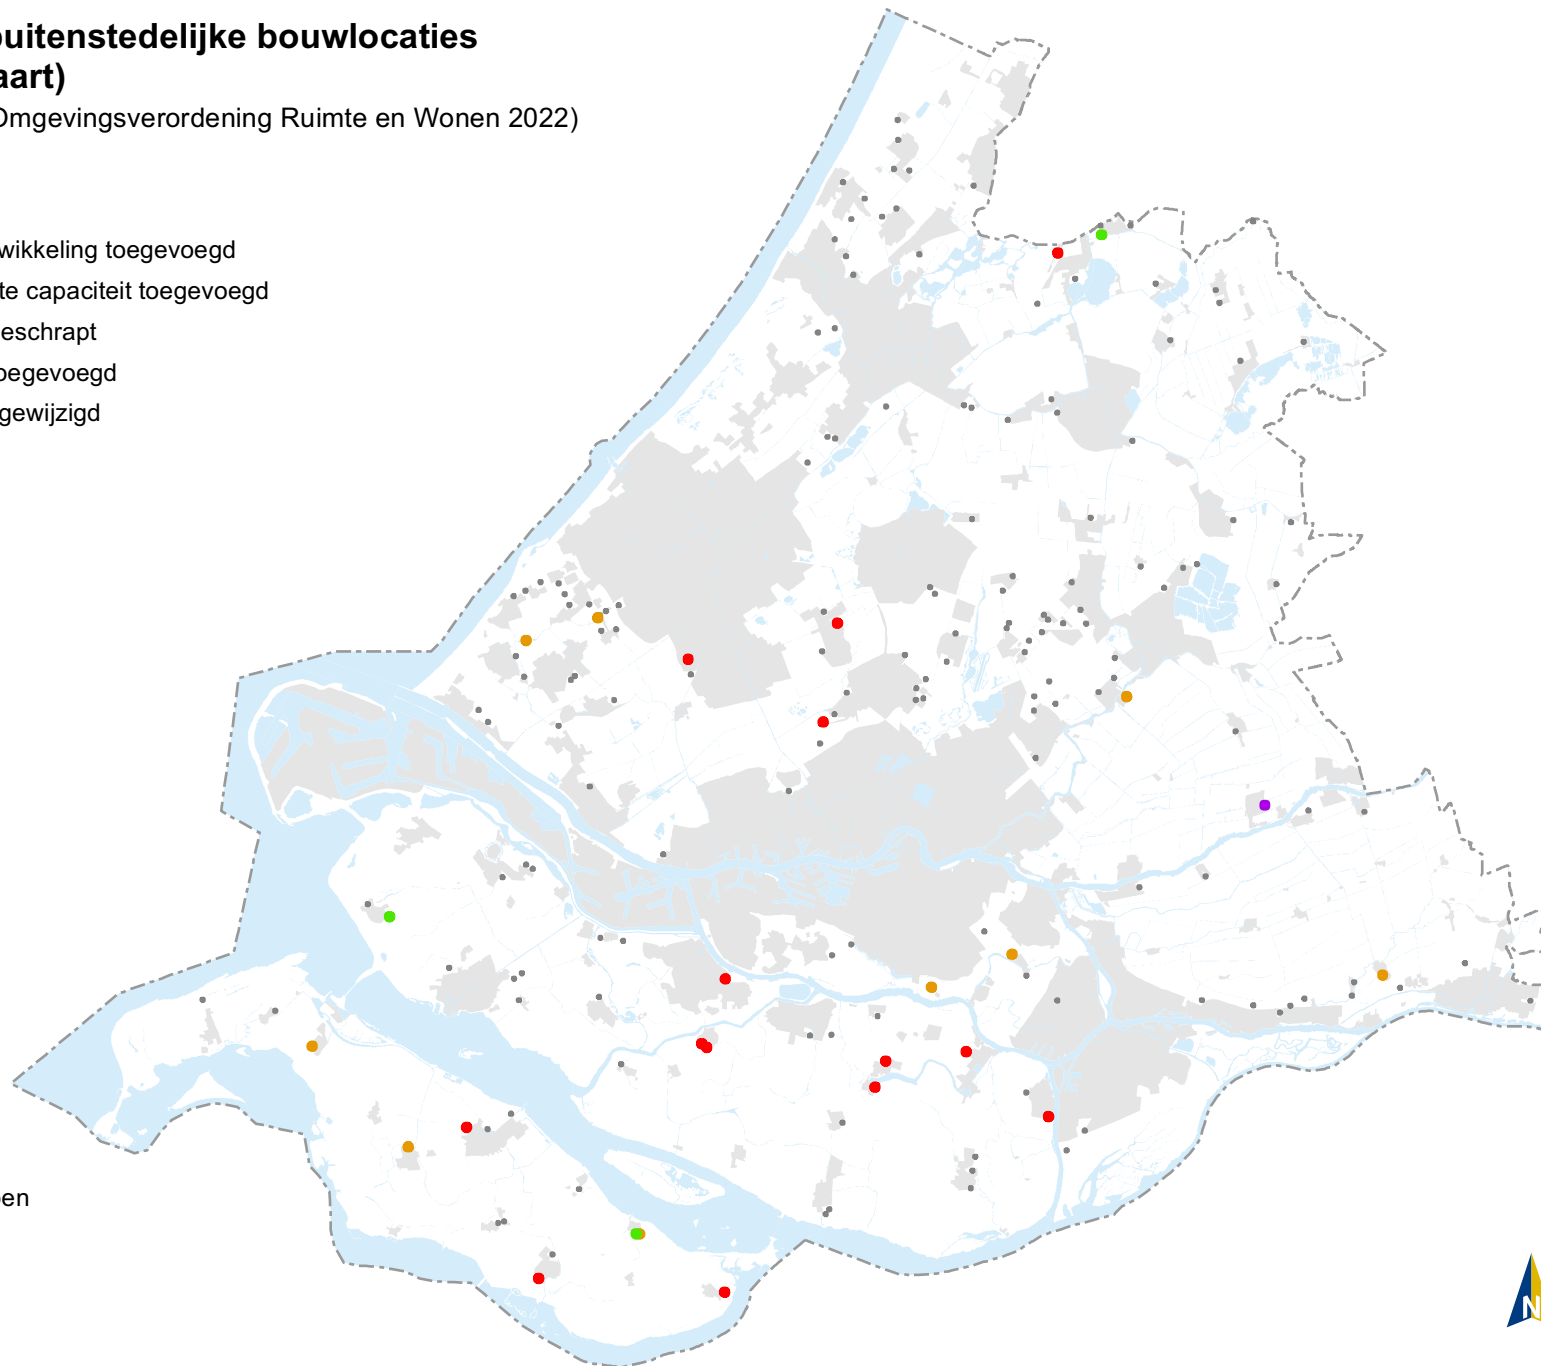 buitenstedelijke bouwlocaties
aart)
Omgevingsverordening Ruimte en Wonen 2022)
wikkeling toegevoegd
te capaciteit toegevoegd
eschrapt
oegevoegd
gewijzigd
en
N